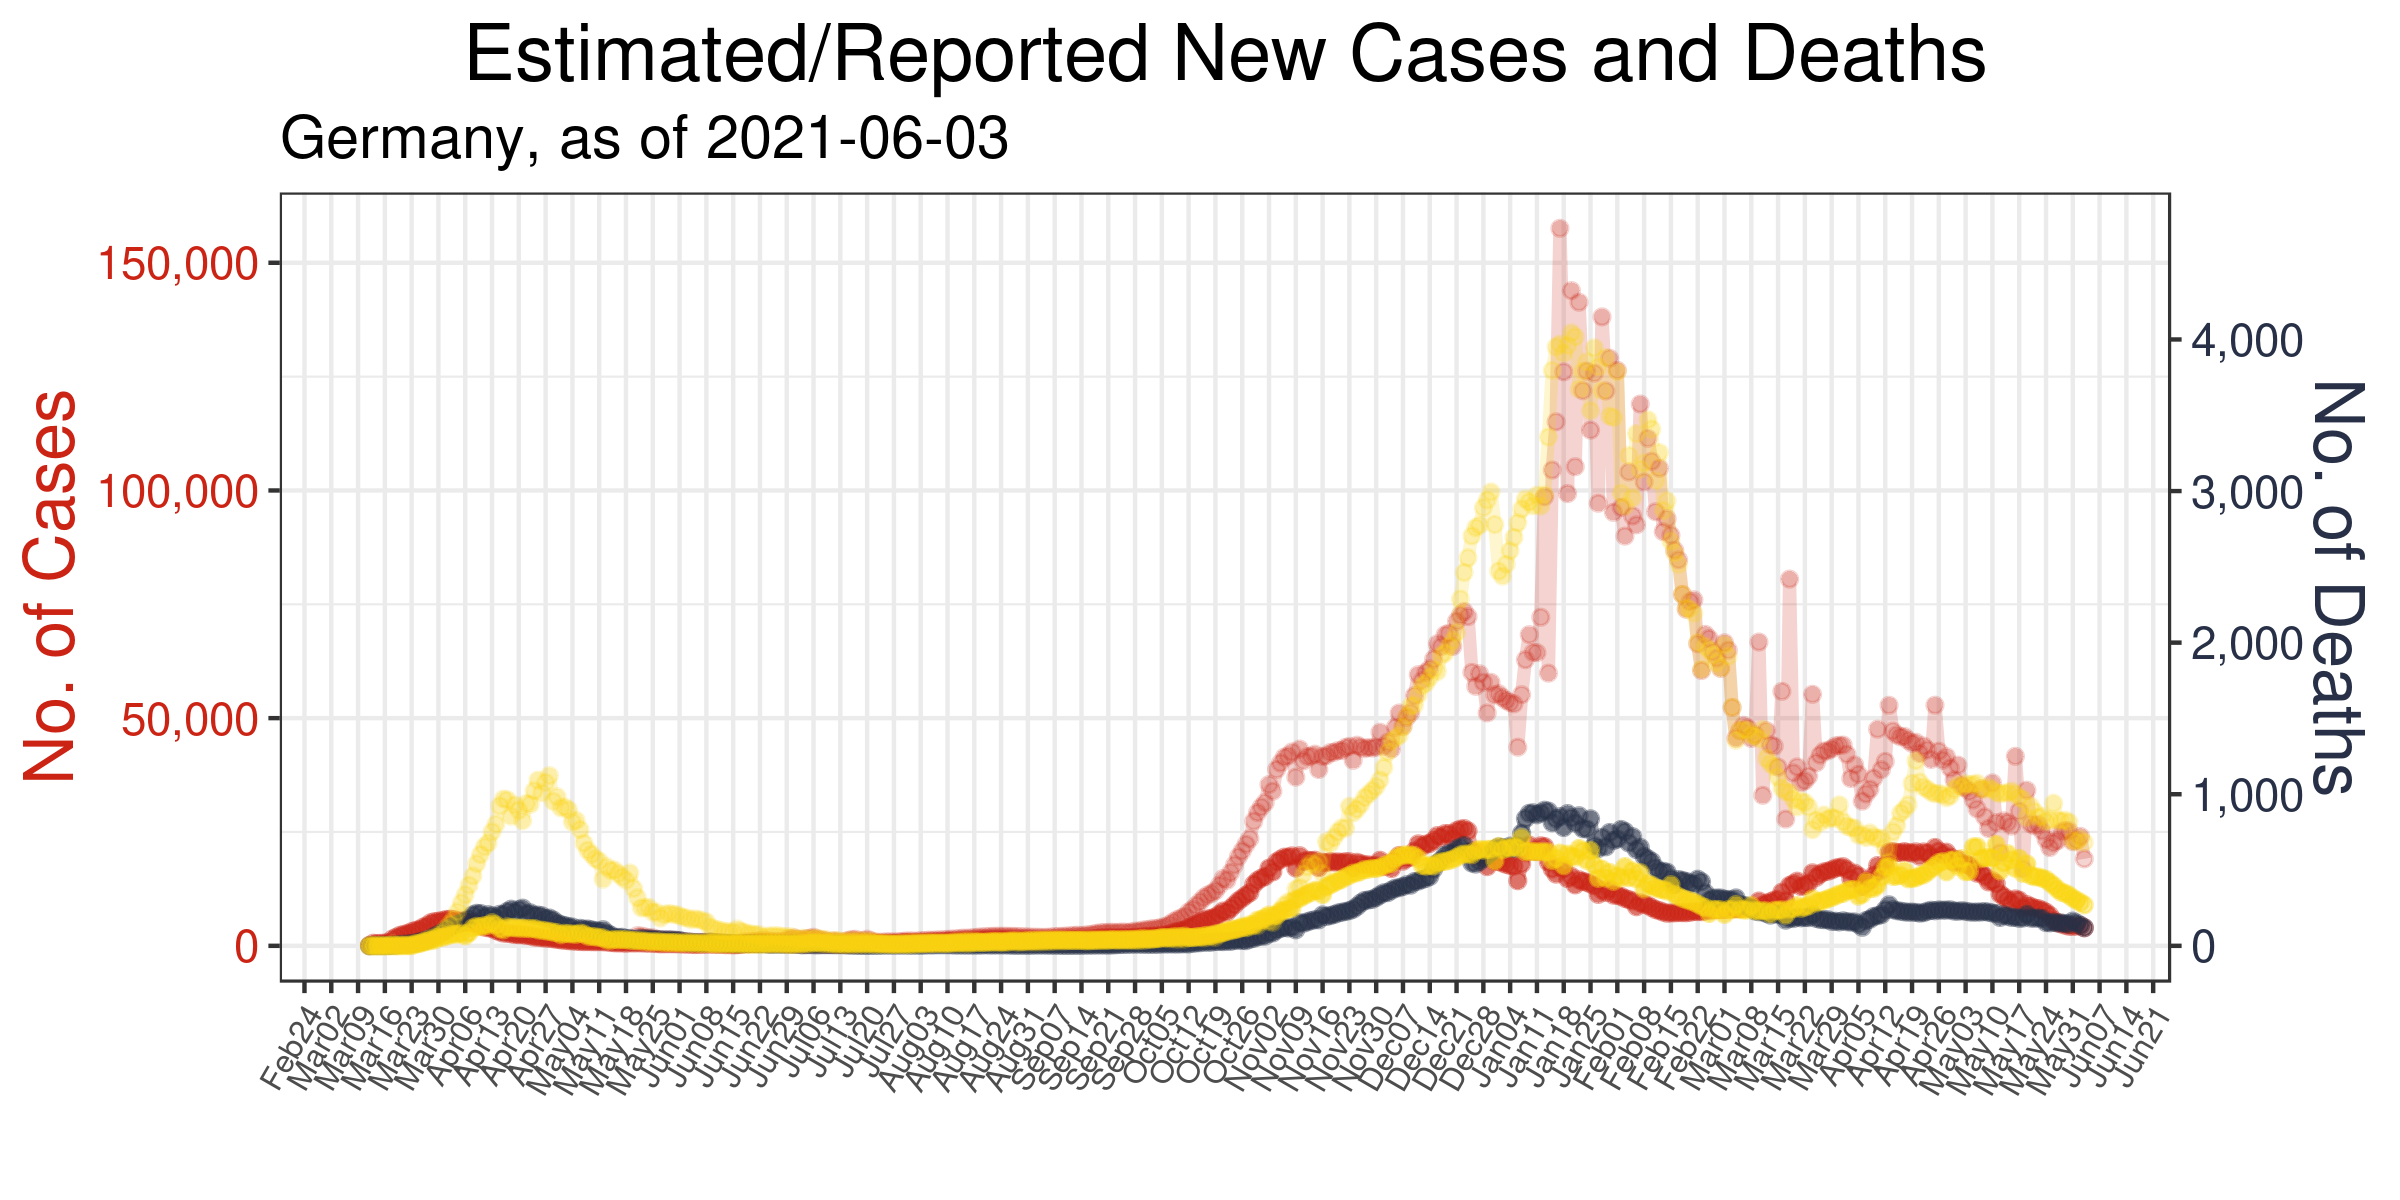 Estimated/Reported New Cases and Deaths
Germany, as of 2021-06-03
No. of Cases
150,000
100,000
50,000
0
4,000
3,000
2,000
1,000
0
No. of Deaths
Feb24
Mar02
Mar09
Mar16
Mar23
Mar30
Apr06
Apr13
Apr20
Apr27
May04
May11
May18
May25
Jun01
Jun08
Jun15
Jun22
Jun29
Jul06
Jul13
Jul20
Jul27
Aug03
Aug10
Aug17
Aug24
Aug31
Sep07
Sep14
Sep21
Sep28
Oct05
Oct12
Oct19
Oct26
Nov02
Nov09
Nov16
Nov23
Nov30
Dec07
Dec14
Dec21
Dec28
Jan04
Jan11
Jan18
Jan25
Feb01
Feb08
Feb15
Feb22
Mar01
Mar08
Mar15
Mar22
Mar29
Apr05
Apr12
Apr19
Apr26
May03
May10
May17
May24
May31
Jun07
Jun14
Jun21